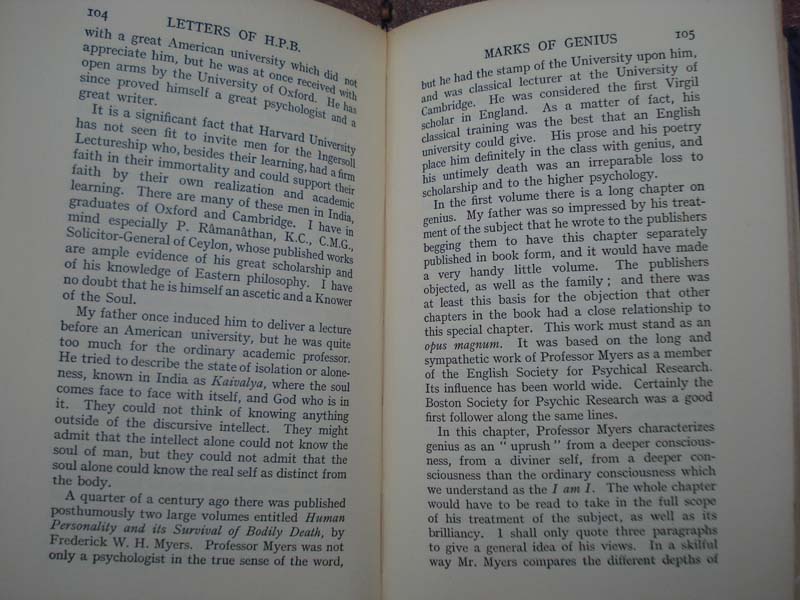 104 LETTERS OF H.P.B.
with a great American university which did not
appreciate him, but he was at once received with
open arms by the University of Oxford. He has
since proved himself a great psychologist and a
great writer.
It is a significant fact that Harvard University
has not seen fit to invite men for the Ingersoll
Lectureship who, besides their learning, had a firm
faith in their immortality and could support their
faith by their own realization and academic
learning. There are many of these men in India,
graduates of Oxford and Cambridge. I have in
mind especially P. Râmanâthan, K.C., C.M.G.,
Solicitor-General of Ceylon, whose published works
are ample evidence of his great scholarship and
of his knowledge of Eastern philosophy. I have
no doubt that he is himself an ascetic and a Knower
of the Soul.
My father once induced him to deliver a lecture
before an American university, but he was quite
too much for the ordinary academic professor.
He tried to describe the state of isolation or alone-
ness, known in India as Kaivalya, where the soul
comes face to face with itself, and God who is in
it. They could not think of knowing anything
outside of the discursive intellect. They might
admit that the intellect alone could not know the
soul of man, but they could not admit that the
soul alone could know the real self as distinct from
the body.
A quarter of a century ago there was published
posthumously two large volumes entitled Human
Personality and its Survival of Bodily Death, by
Frederick W. H. Myers. Professor Myers was not
only a psychologist in the true sense of the word,
MARKS OF GENIUS 105
but he had the stamp of the University upon him,
and was classical lecturer at the University of
Cambridge. He was considered the first Virgil
scholar in England. As a matter of fact, his
classical training was the best that an English
university could give. His prose and his poetry
place him definitely in the class with genius, and
his untimely death was an irreparable loss to
scholarship and to the higher psychology.
In the first volume there is a long chapter on
genius. My father was so impressed by his treat-
ment of the subject that he wrote to the publishers
begging them to have this chapter separately
published in book form, and it would have made
a very handy little volume. The publishers
objected, as well as the family; and there was
at least this basis for the objection that other
chapters in the book had a close relationship to
this special chapter. This work must stand as an
opus magnum. It was based on the long and
sympathetic work of Professor Myers as a member
of the English Society for Psychical Research.
Its influence has been world wide. Certainly the
Boston Society for Psychic Research was a good
first follower along the same lines.
In this chapter, Professor Myers characterizes
genius as an "uprush" from a deeper conscious-
ness, from a diviner self, from a deeper con-
sciousness than the ordinary consciousness which
we understand as the I am I. The whole chapter
would have to be read to take in the full scope
of his treatment of the subject, as well as its
brilliancy. I shall only quote three paragraphs
to give a general idea of his views. In a skilful
way Mr. Myers compares the different depths of